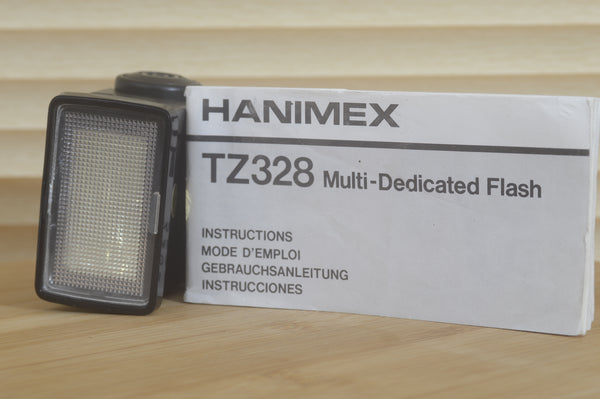 HANIMEX
TZ328 Multi-Dedicated Flash
INSTRUCTIONS
MODE D'EMPLOI
GEBRAUCHSANLEITUNG
INSTRUCCIONES